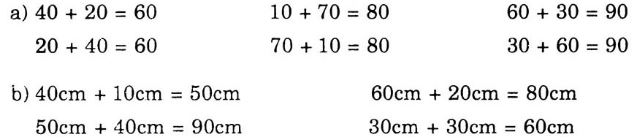 a) 40 + 20 = 60 10 + 70 = 80 60 + 30 = 90
20 + 40 = 60 70 + 10 = 80 30 + 60 = 90
b) 40cm + 10cm = 50cm 60cm + 20cm = 80cm
50cm + 40cm = 90cm 30cm + 30cm = 60cm